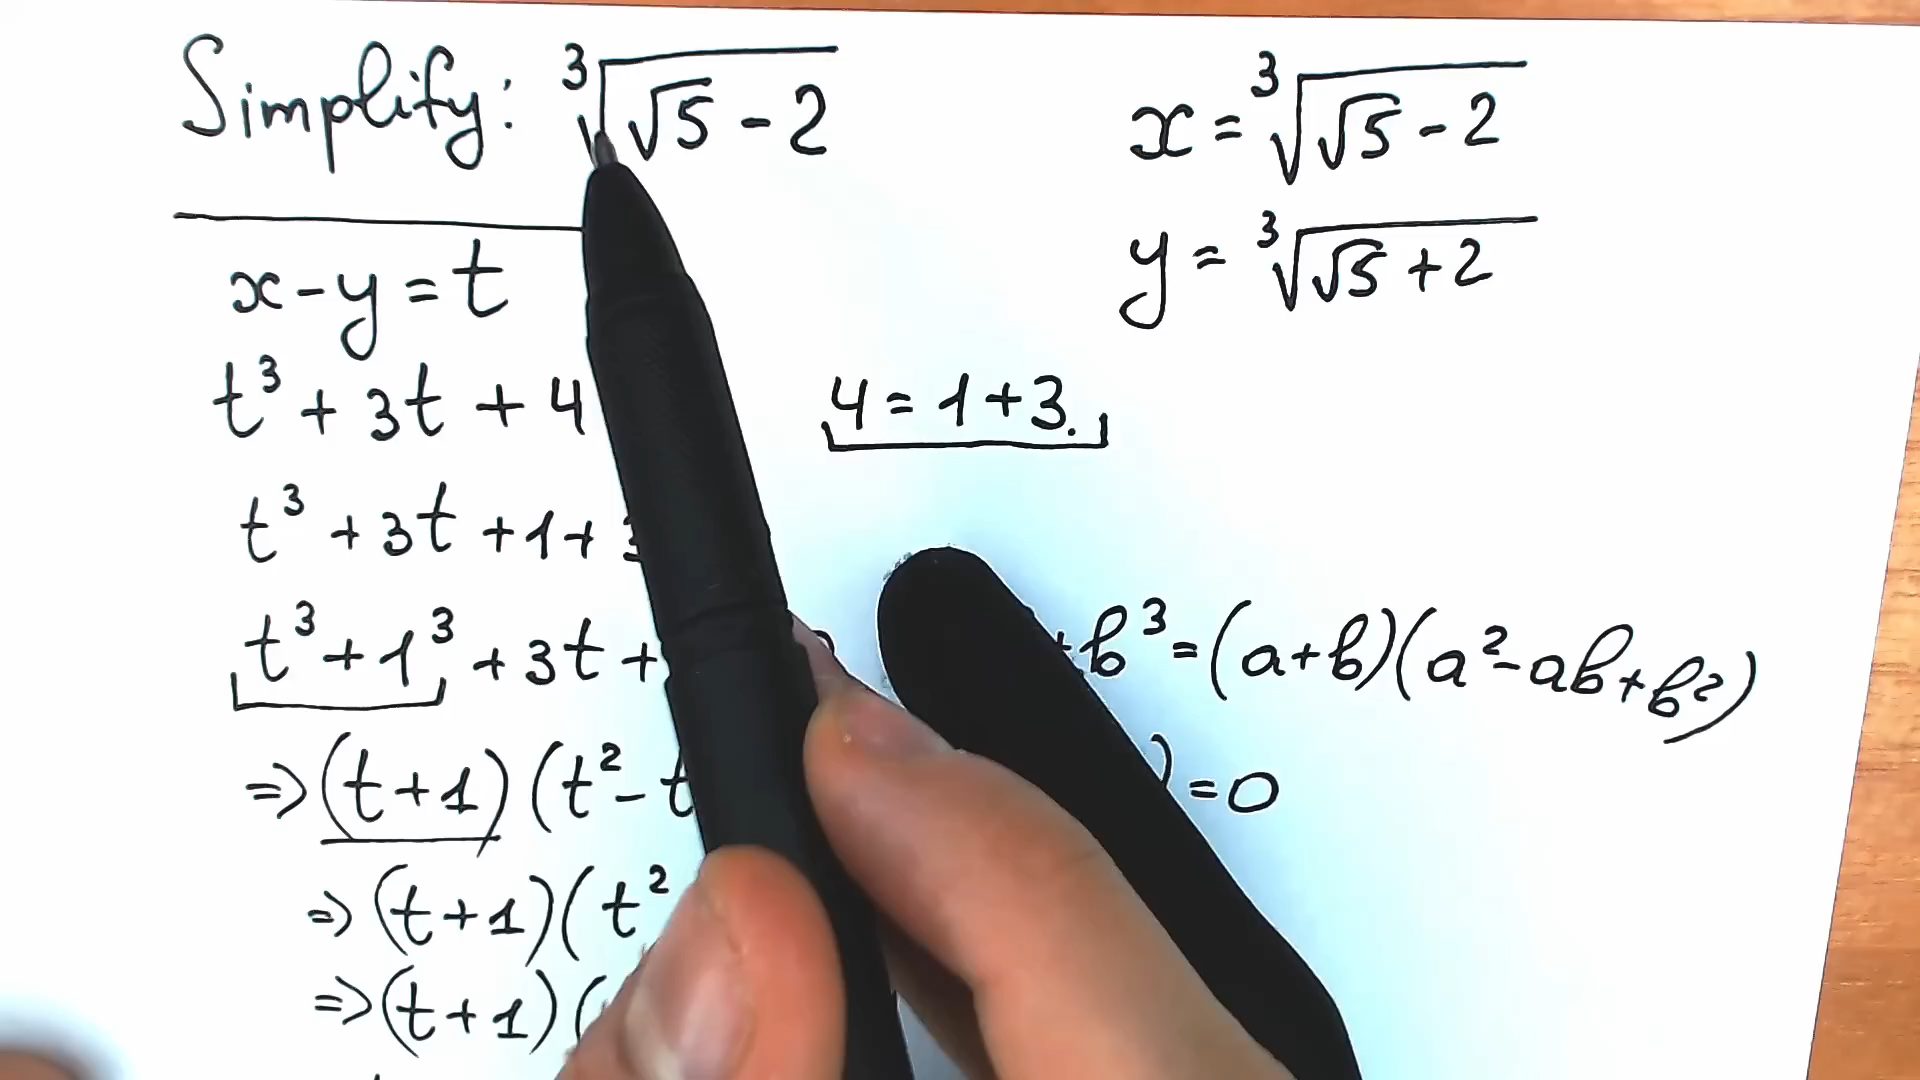 Simplify: ∛(√5 - 2)
x = ∛(√5 - 2)
y = ∛(√5 + 2)
x - y = t
t³ + 3t + 4
4 = 1 + 3.
t³ + 3t + 1 +
t³ + 1³ + 3t +
b³ = (a + b)(a² - ab + b²)
=> (t + 1)(t² - t
) = 0
=> (t + 1)(t²
=> (t + 1)(